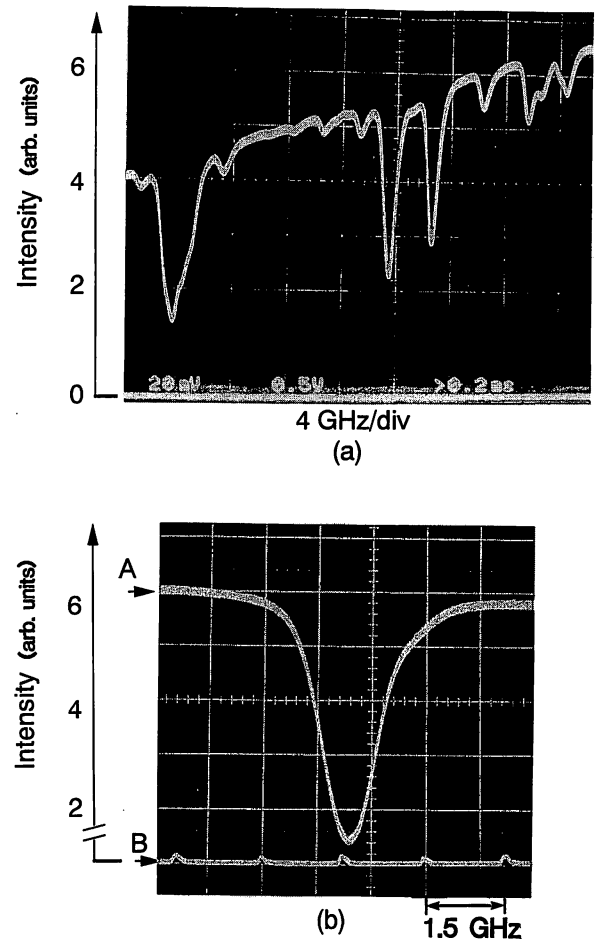 Intensity (arb. units)
6
4
2
0
20mV 0.5V >0.2ms
4 GHz/div
(a)
Intensity (arb. units)
A
6
4
2
B
(b)
1.5 GHz